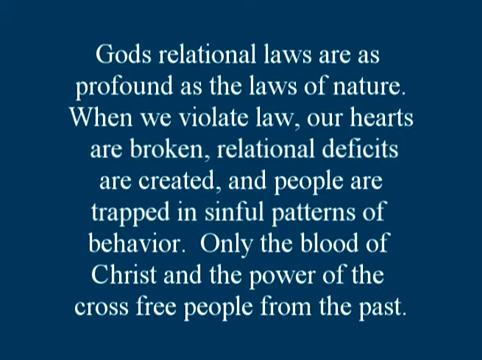 Gods relational laws are as
profound as the laws of nature.
When we violate law, our hearts
are broken, relational deficits
are created, and people are
trapped in sinful patterns of
behavior.  Only the blood of
Christ and the power of the
cross free people from the past.